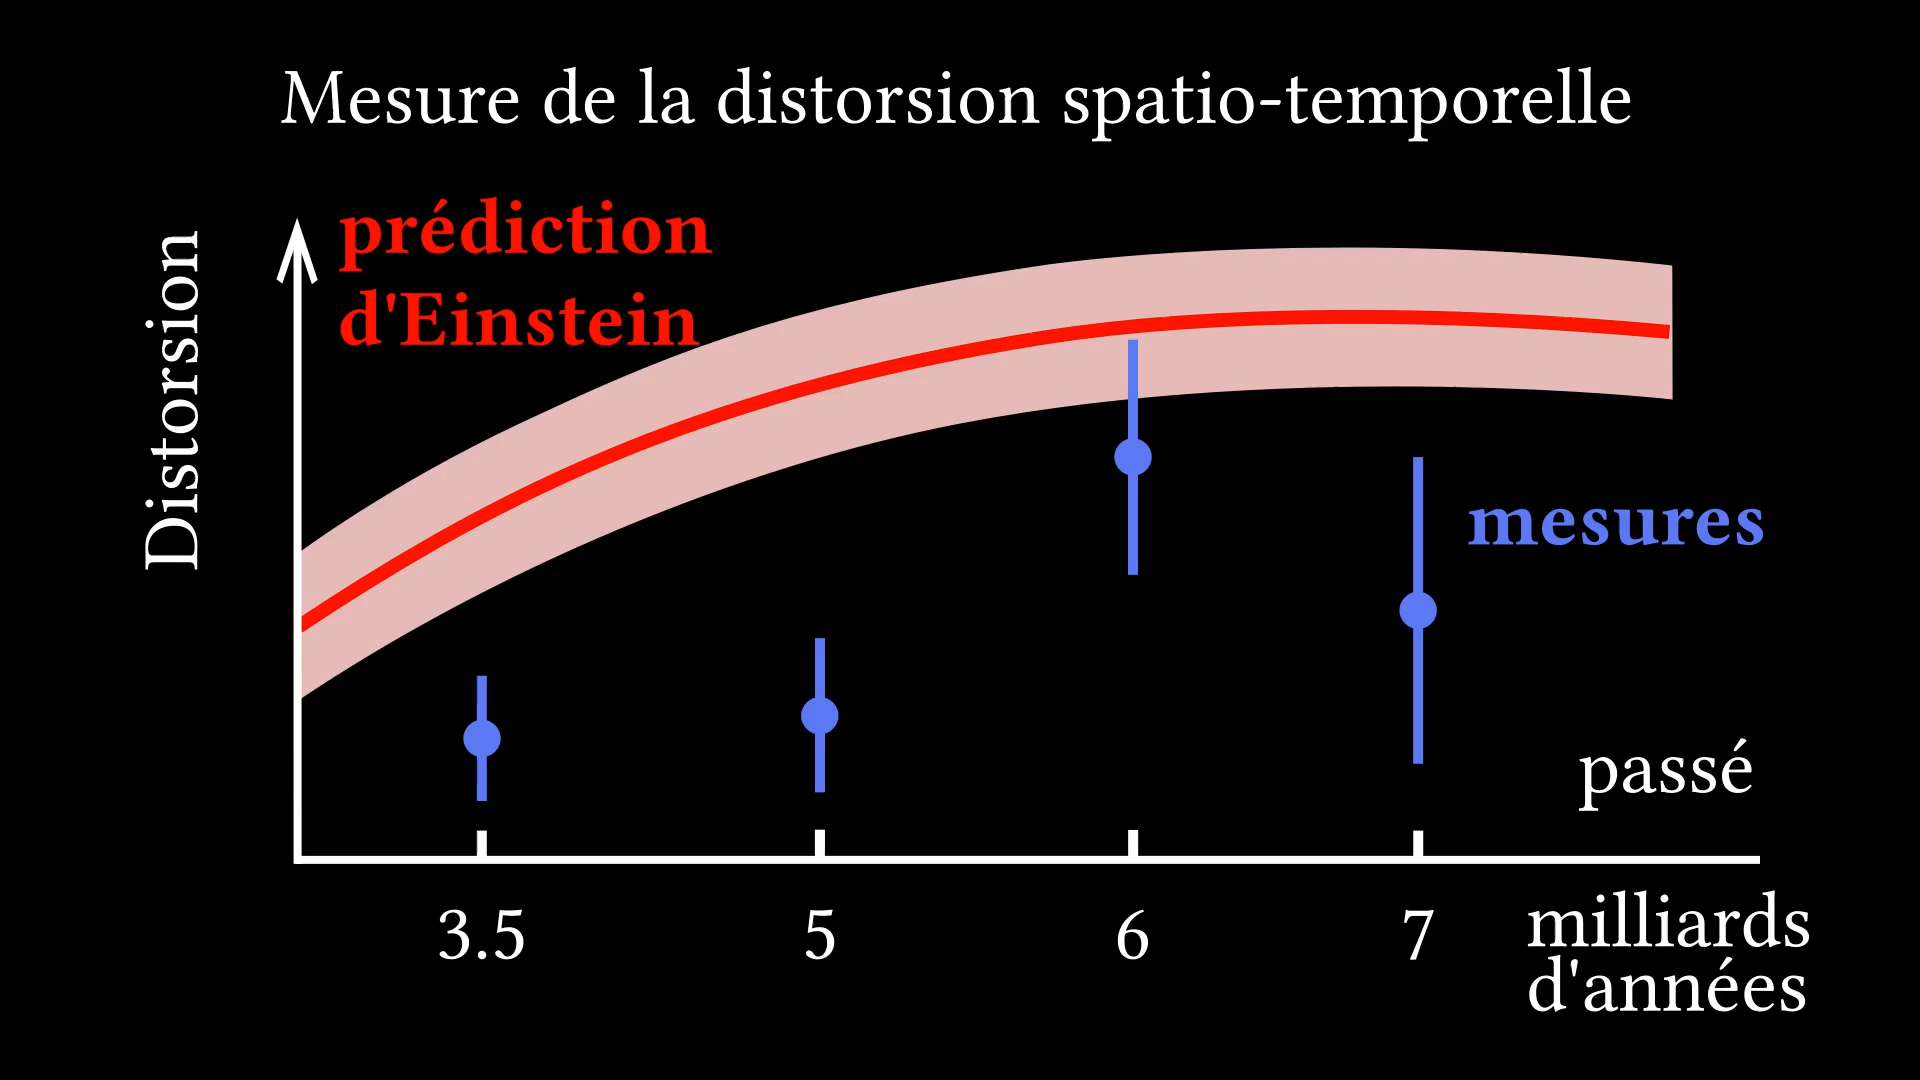 Mesure de la distorsion spatio-temporelle
prédiction
d'Einstein
Distorsion
mesures
passé
3.5
5
6
7
milliards
d'années